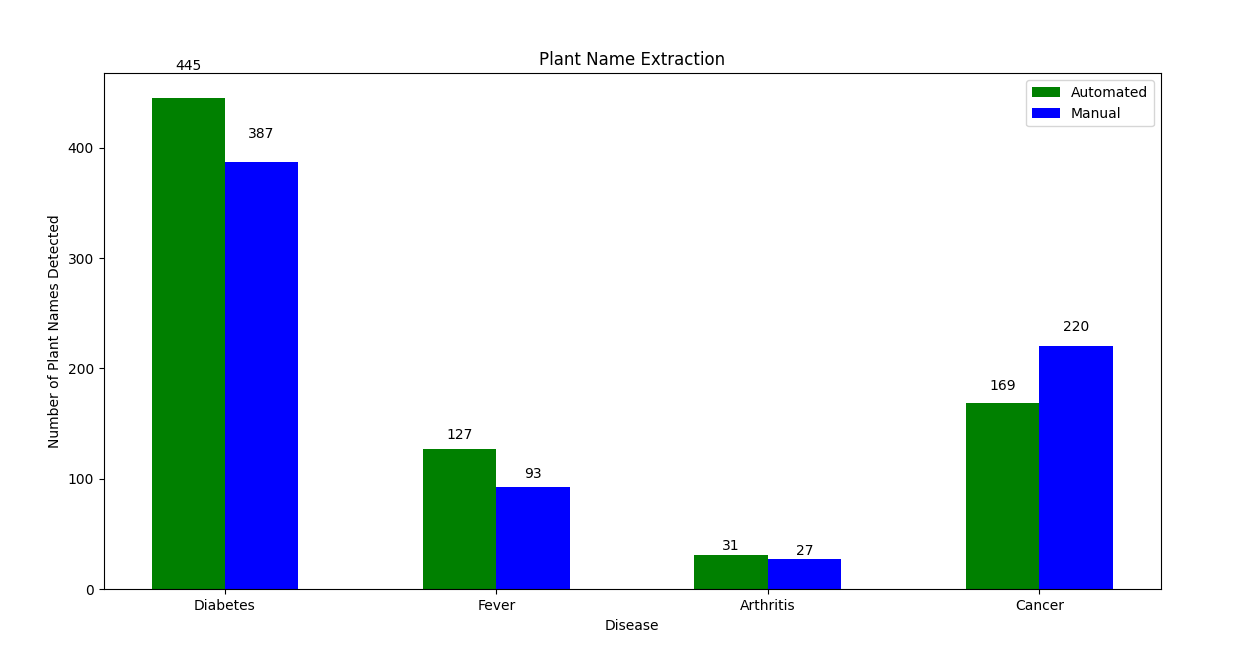 Plant Name Extraction
Automated
Manual
445
387
127
93
31
27
169
220
Number of Plant Names Detected
400
300
200
100
0
Diabetes
Fever
Arthritis
Cancer
Disease